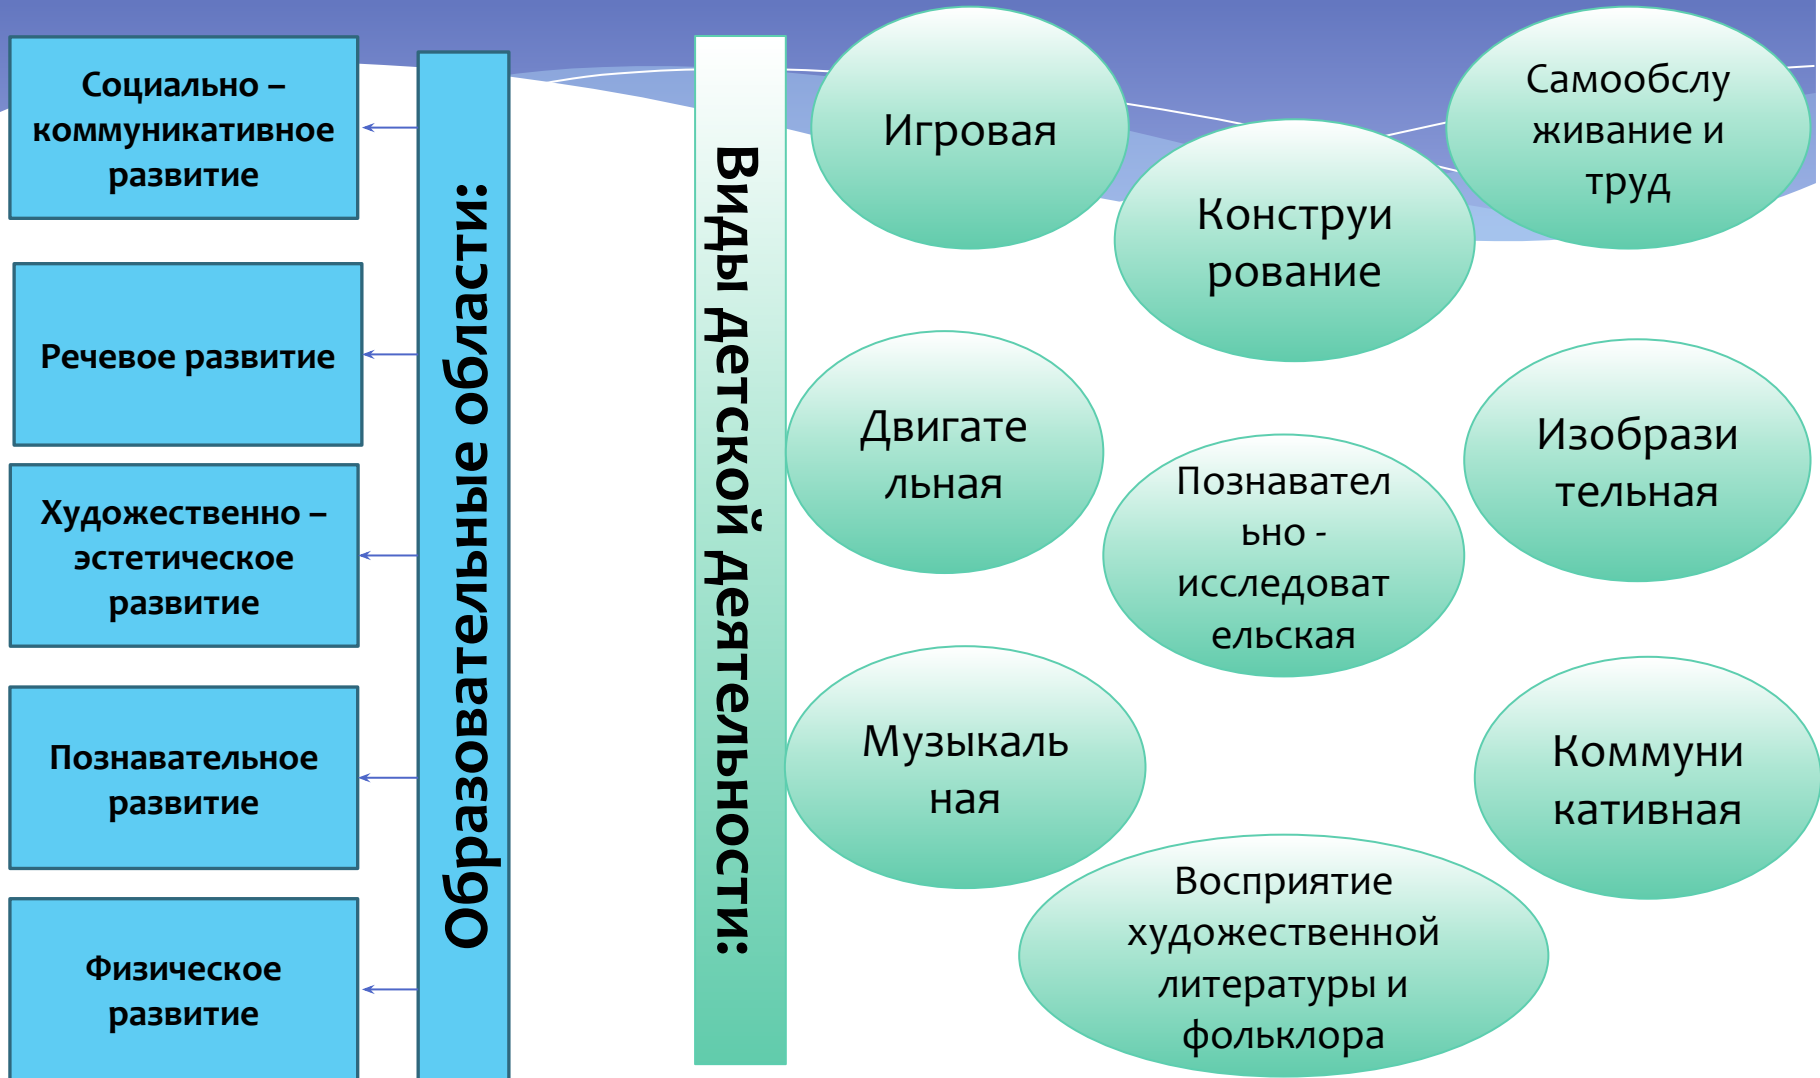 Социально –
коммуникативное
развитие
Речевое развитие
Художественно –
эстетическое
развитие
Познавательное
развитие
Физическое
развитие
Образовательные области:
Виды детской деятельности:
Игровая
Конструи
рование
Самообслу
живание и
труд
Двигате
льная
Познавател
ьно -
исследоват
ельская
Изобрази
тельная
Музыкаль
ная
Коммуни
кативная
Восприятие
художественной
литературы и
фольклора